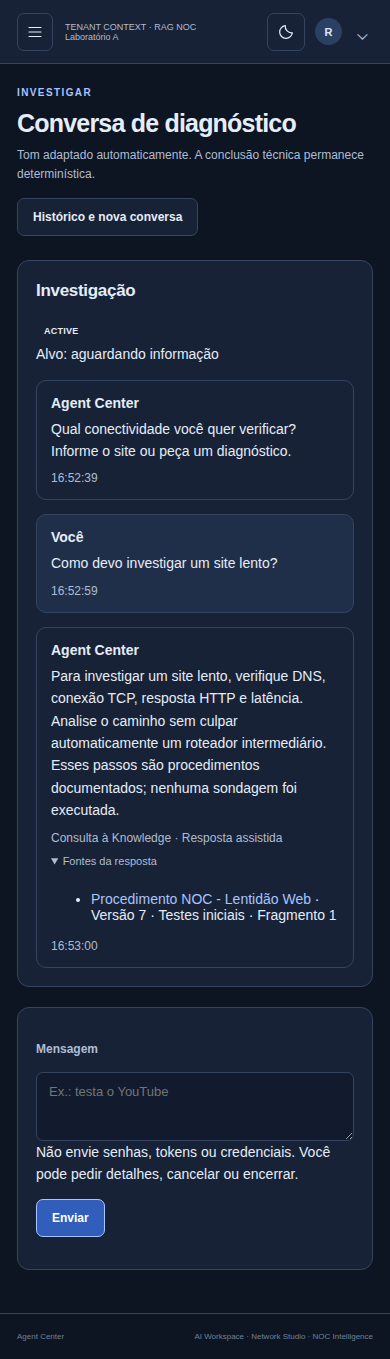 TENANT CONTEXT · RAG NOC
Laboratório A
R
INVESTIGAR
Conversa de diagnóstico
Tom adaptado automaticamente. A conclusão técnica permanece
determinística.
Histórico e nova conversa
Investigação
ACTIVE
Alvo: aguardando informação
Agent Center
Qual conectividade você quer verificar?
Informe o site ou peça um diagnóstico.
16:52:39
Você
Como devo investigar um site lento?
16:52:59
Agent Center
Para investigar um site lento, verifique DNS,
conexão TCP, resposta HTTP e latência.
Analise o caminho sem culpar
automaticamente um roteador intermediário.
Esses passos são procedimentos
documentados; nenhuma sondagem foi
executada.
Consulta à Knowledge · Resposta assistida
▼ Fontes da resposta
• Procedimento NOC - Lentidão Web ·
Versão 7 · Testes iniciais · Fragmento 1
16:53:00
Mensagem
Ex.: testa o YouTube
Não envie senhas, tokens ou credenciais. Você
pode pedir detalhes, cancelar ou encerrar.
Enviar
Agent Center
AI Workspace · Network Studio · NOC Intelligence